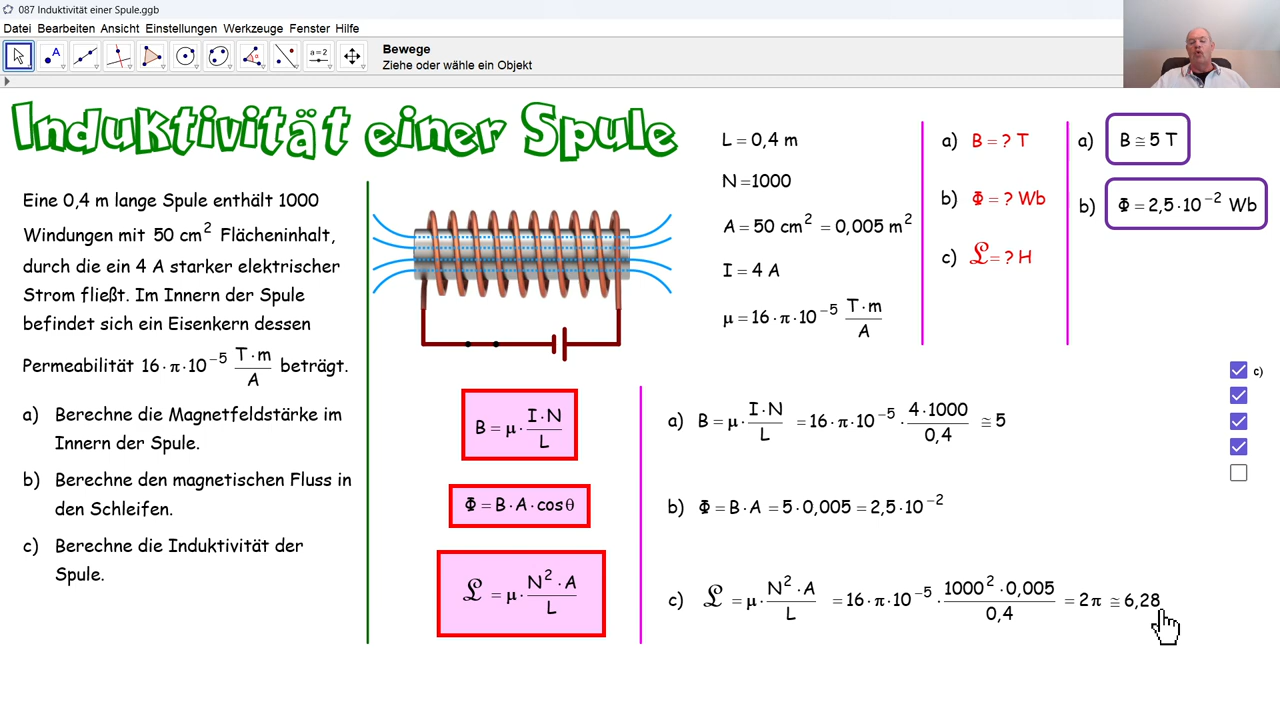 087 Induktivität einer Spule.ggb
Datei Bearbeiten Ansicht Einstellungen Werkzeuge Fenster Hilfe
A
a=2
Bewege
Ziehe oder wähle ein Objekt
Induktivität einer Spule
Eine 0,4 m lange Spule enthält 1000
Windungen mit 50 cm² Flächeninhalt,
durch die ein 4 A starker elektrischer
Strom fließt. Im Innern der Spule
befindet sich ein Eisenkern dessen
Permeabilität 16·π·10⁻⁵ T·m/A beträgt.
a) Berechne die Magnetfeldstärke im
Innern der Spule.
b) Berechne den magnetischen Fluss in
den Schleifen.
c) Berechne die Induktivität der
Spule.
B = μ· I·N/L
Φ = B·A·cosθ
ℒ = μ· N²·A/L
L = 0,4 m
N =1000
A = 50 cm² = 0,005 m²
I = 4 A
μ = 16·π·10⁻⁵ T·m/A
a) B = ? T
b) Φ = ? Wb
c) ℒ = ? H
a) B ≅ 5 T
b) Φ = 2,5·10⁻² Wb
c)
a) B = μ· I·N/L = 16·π·10⁻⁵ · 4·1000/0,4 ≅ 5
b) Φ = B·A = 5·0,005 = 2,5·10⁻²
c) ℒ = μ· N²·A/L = 16·π·10⁻⁵ · 1000²·0,005/0,4 = 2π ≅ 6,28